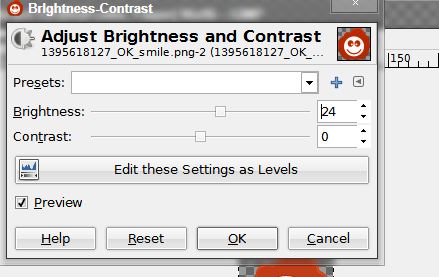 Brightness-Contrast
Adjust Brightness and Contrast
1395618127_OK_smile.png-2 (1395618127_OK_...
150
Presets:
Brightness: 24
Contrast: 0
Edit these Settings as Levels
Preview
Help Reset OK Cancel